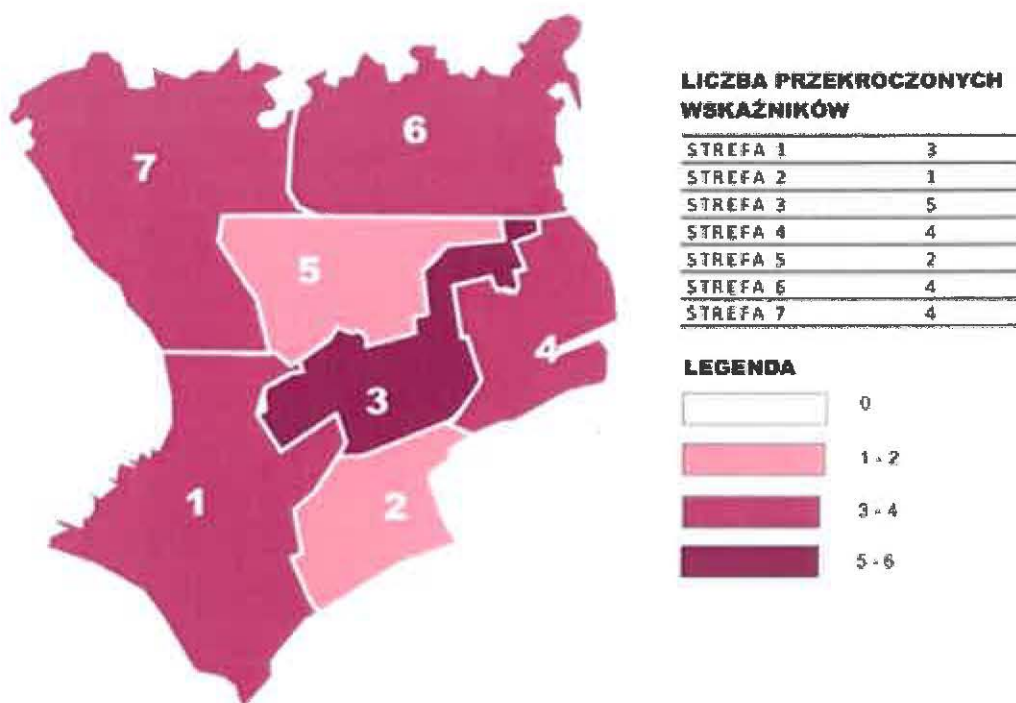 LICZBA PRZEKROCZONYCH
WSKAŹNIKÓW
STREFA 1 3
STREFA 2 1
STREFA 3 5
STREFA 4 4
STREFA 5 2
STREFA 6 4
STREFA 7 4
LEGENDA
0
1 - 2
3 - 4
5 - 6
7
6
5
4
3
1
2